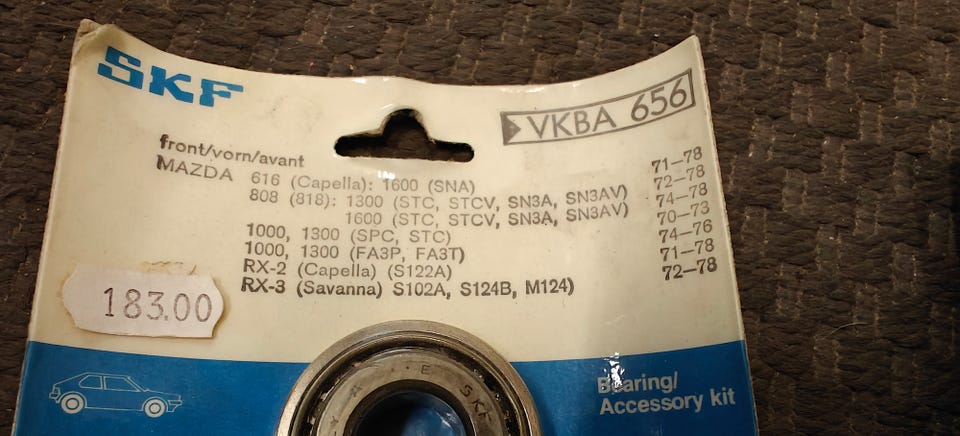 SKF
VKBA 656
front/vorn/avant
MAZDA 616 (Capella): 1600 (SNA) 71-78
808 (818): 1300 (STC, STCV, SN3A, SN3AV) 72-78
1600 (STC, STCV, SN3A, SN3AV) 74-78
1000, 1300 (SPC, STC) 70-73
1000, 1300 (FA3P, FA3T) 74-76
RX-2 (Capella) (S122A) 71-78
RX-3 (Savanna) S102A, S124B, M124) 72-78
183.00
E SKF
Bearing/
Accessory kit